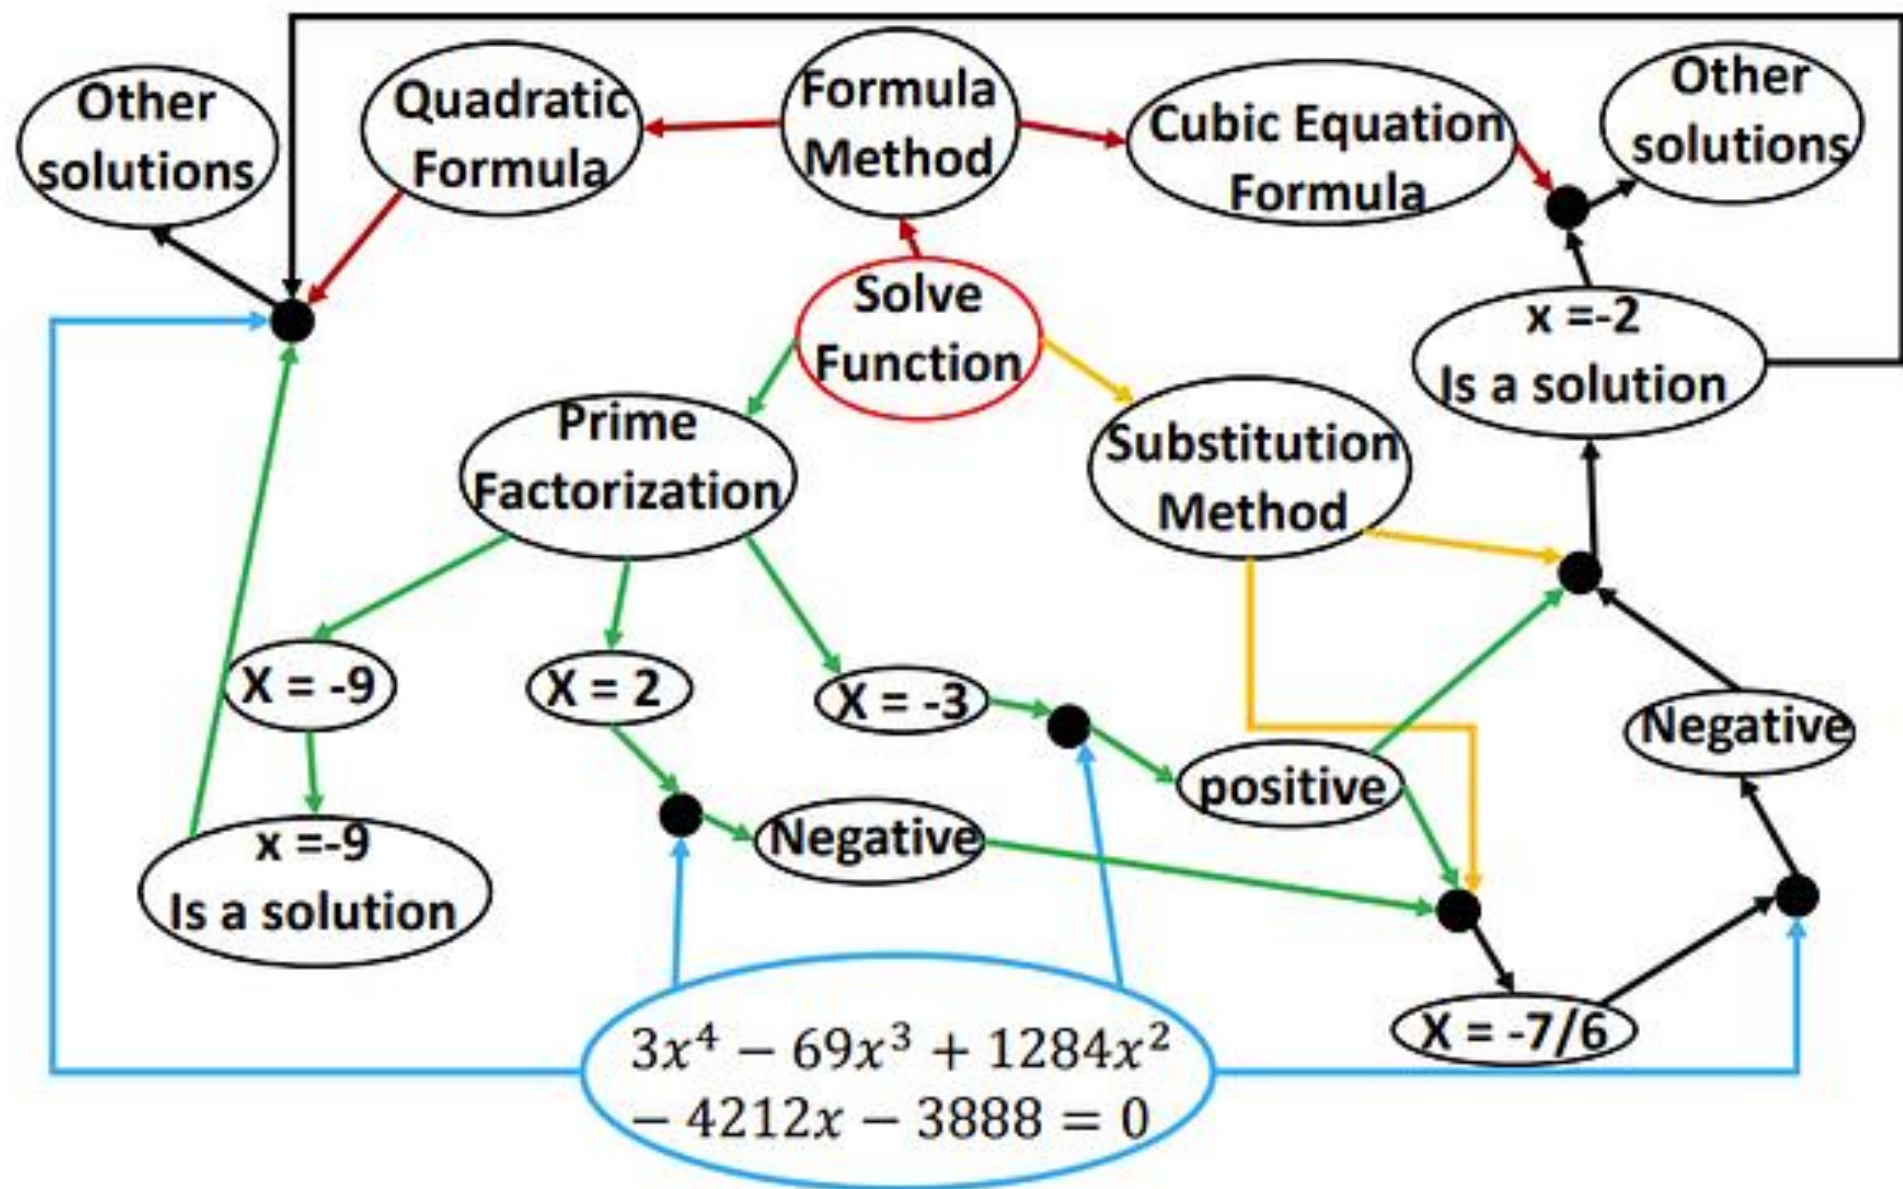 Other
solutions
Quadratic
Formula
Formula
Method
Cubic Equation
Formula
Other
solutions
Solve
Function
x =-2
Is a solution
Prime
Factorization
Substitution
Method
X = -9
X = 2
X = -3
Negative
positive
Negative
x =-9
Is a solution
X = -7/6
3x⁴ − 69x³ + 1284x²
− 4212x − 3888 = 0